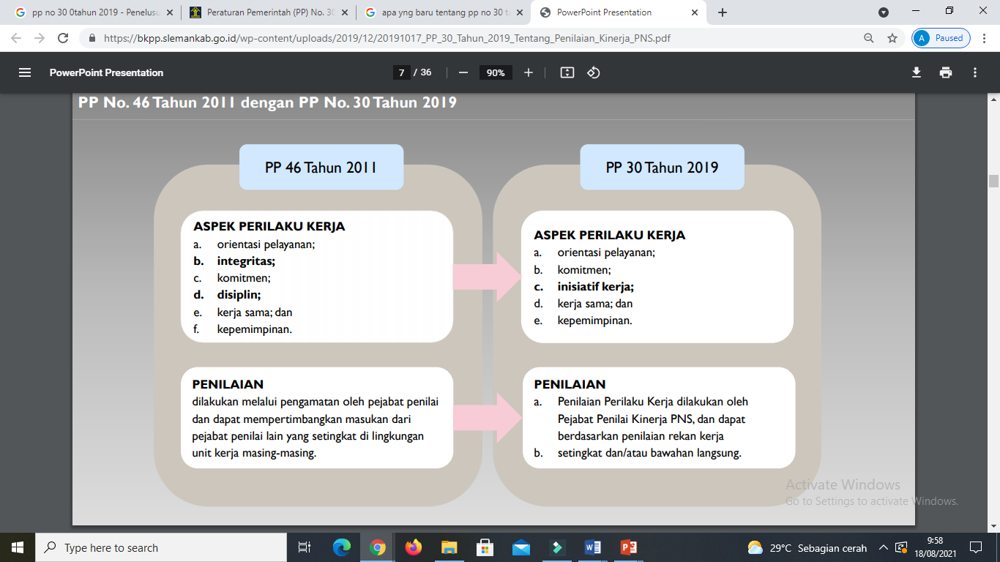 pp no 30 0tahun 2019 - Penelusu
Peraturan Pemerintah (PP) No. 30
apa yng baru tentang pp no 30 t
PowerPoint Presentation
https://bkpp.slemankab.go.id/wp-content/uploads/2019/12/20191017_PP_30_Tahun_2019_Tentang_Penilaian_Kinerja_PNS.pdf
A Paused
PowerPoint Presentation
7 / 36
90%
PP No. 46 Tahun 2011 dengan PP No. 30 Tahun 2019
PP 46 Tahun 2011
ASPEK PERILAKU KERJA
a. orientasi pelayanan;
b. integritas;
c. komitmen;
d. disiplin;
e. kerja sama; dan
f. kepemimpinan.
PENILAIAN
dilakukan melalui pengamatan oleh pejabat penilai
dan dapat mempertimbangkan masukan dari
pejabat penilai lain yang setingkat di lingkungan
unit kerja masing-masing.
PP 30 Tahun 2019
ASPEK PERILAKU KERJA
a. orientasi pelayanan;
b. komitmen;
c. inisiatif kerja;
d. kerja sama; dan
e. kepemimpinan.
PENILAIAN
a. Penilaian Perilaku Kerja dilakukan oleh
Pejabat Penilai Kinerja PNS, dan dapat
berdasarkan penilaian rekan kerja
b. setingkat dan/atau bawahan langsung.
Activate Windows
Go to Settings to activate Windows.
Type here to search
29°C Sebagian cerah
9:58
18/08/2021